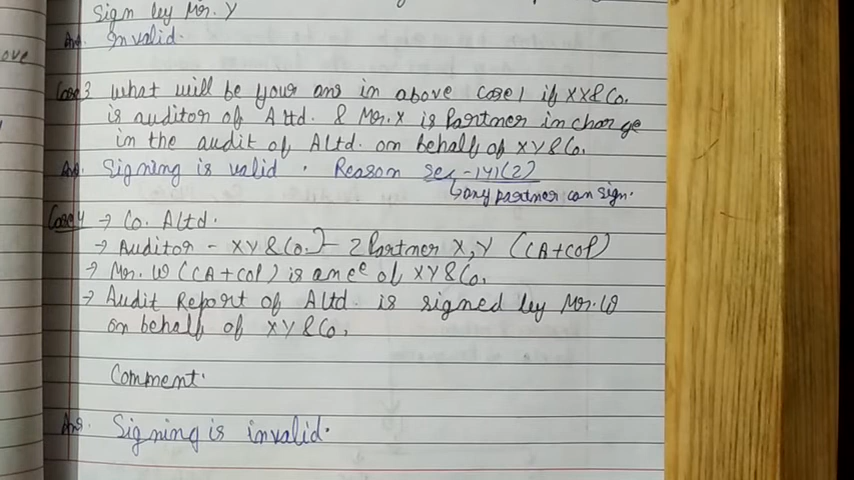 Sign by Mr. Y
Ans. Invalid.
ove
Case3 What will be your ans in above case 1 if XY&Co.
is auditor of A Ltd. & Mr. X is Partner in charge
in the audit of A Ltd. on behalf of XY&Co.
Ans. Signing is valid. Reason Sec-141(2)
↳ any partner can sign.
Case4 → Co. A Ltd.
→ Auditor - XY&Co. - 2 Partner X, Y (CA+COP)
→ Mr. W (CA+COP) is an ee of XY&Co.
→ Audit Report of A Ltd. is signed by Mr. W
on behalf of XY&Co.
Comment.
Ans. Signing is invalid.